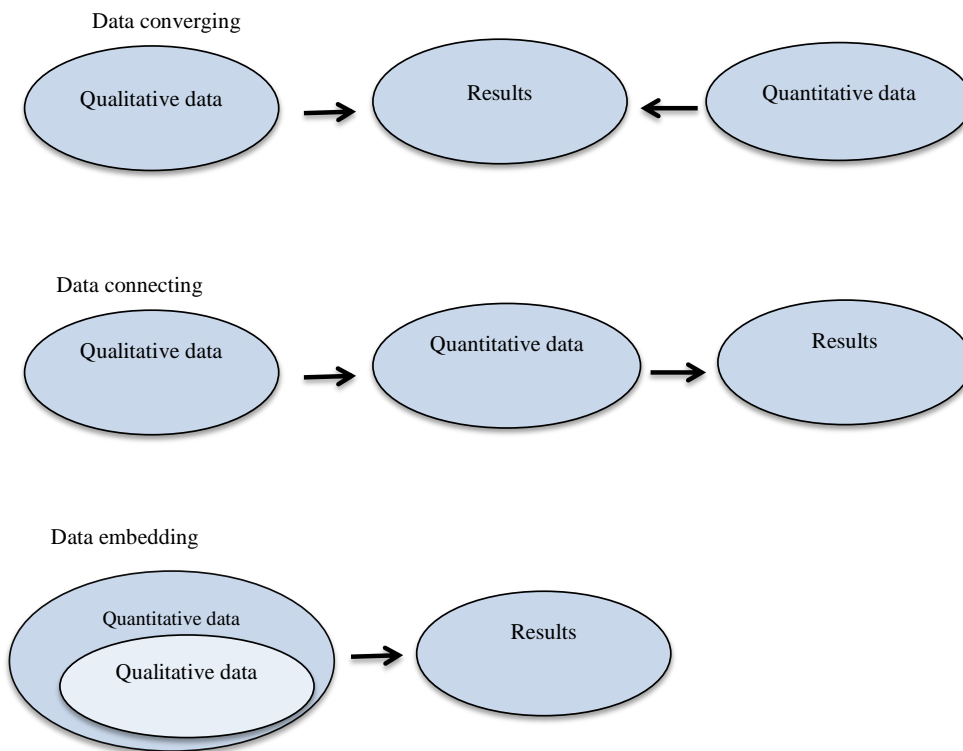 Data converging
Qualitative data
Results
Quantitative data
Data connecting
Qualitative data
Quantitative data
Results
Data embedding
Quantitative data
Qualitative data
Results